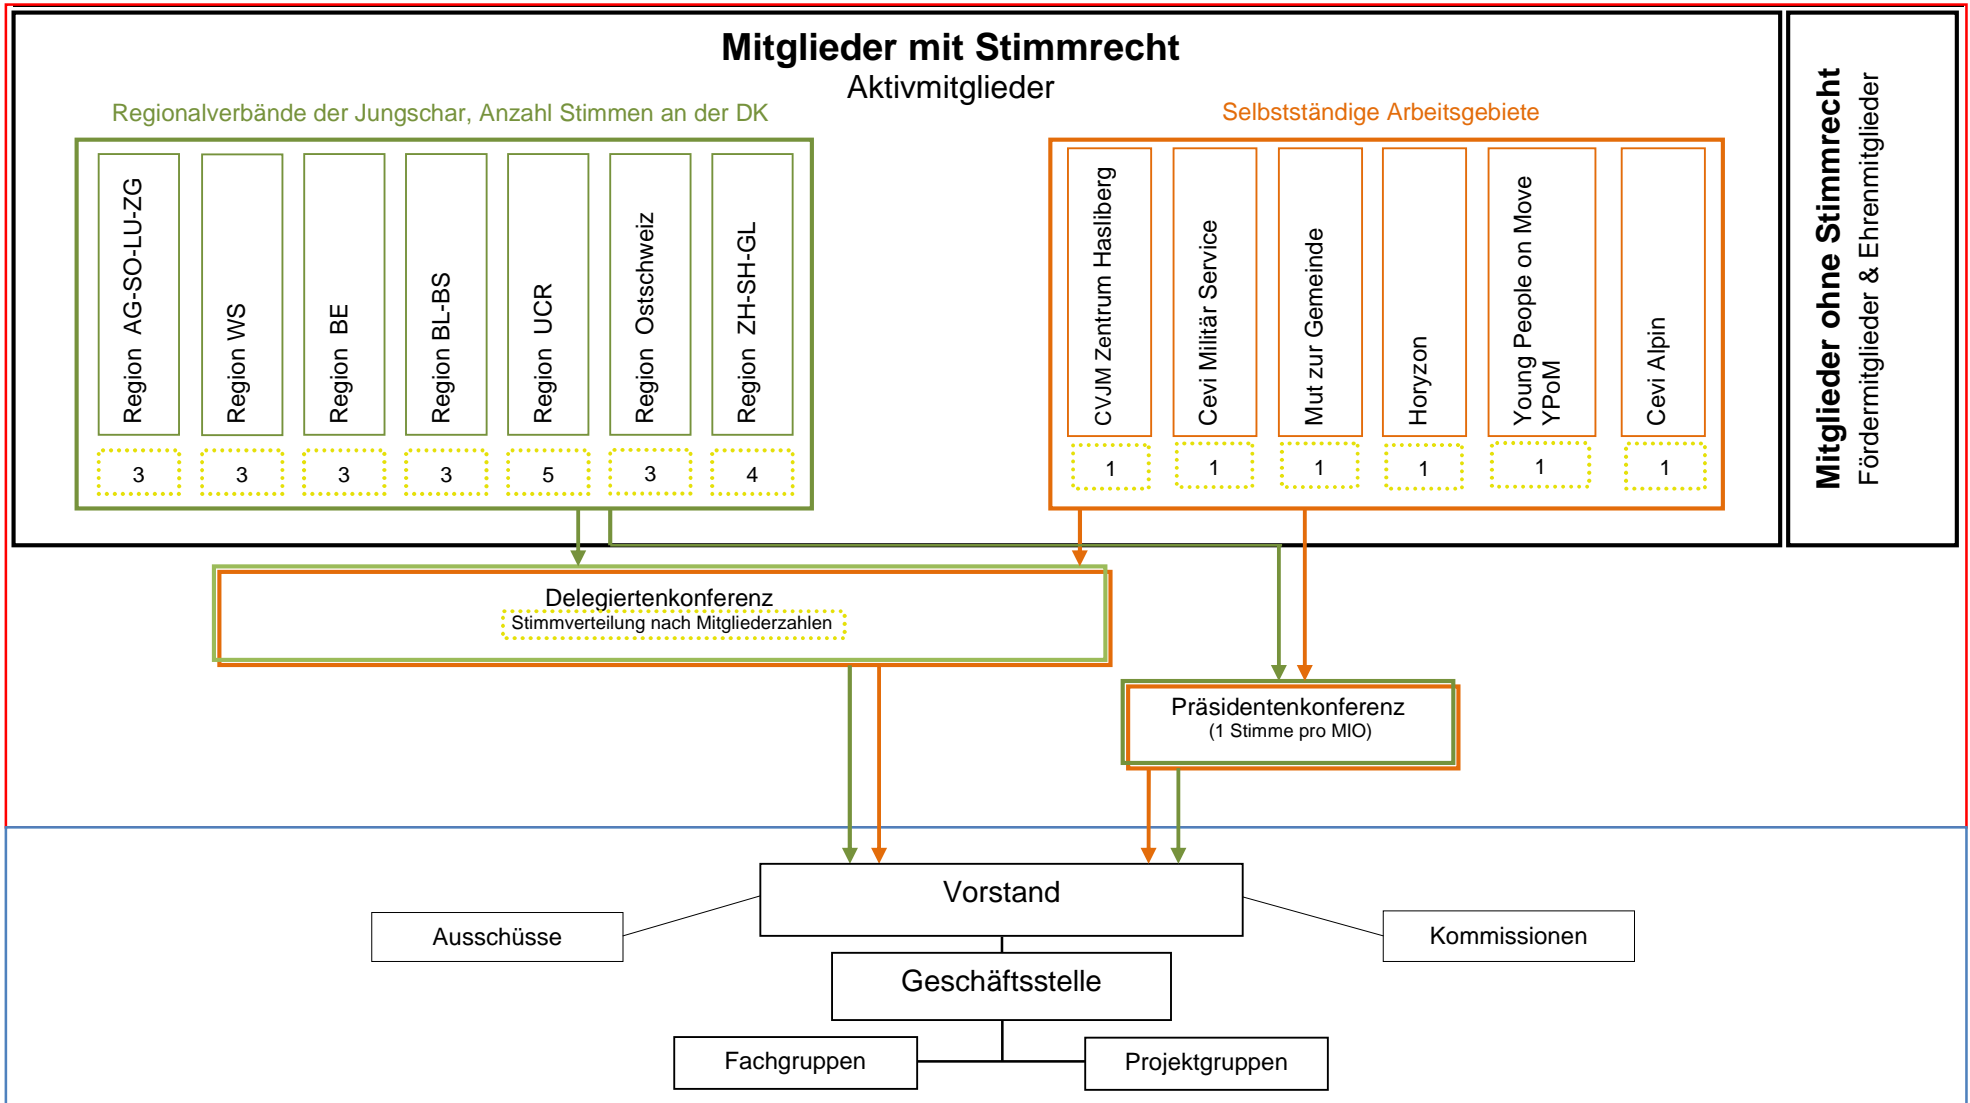 Mitglieder mit Stimmrecht
Aktivmitglieder
Regionalverbände der Jungschar, Anzahl Stimmen an der DK
Region AG-SO-LU-ZG
Region WS
Region BE
Region BL-BS
Region UCR
Region Ostschweiz
Region ZH-SH-GL
3
3
3
3
5
3
4
Selbstständige Arbeitsgebiete
CVJM Zentrum Hasliberg
Cevi Militär Service
Mut zur Gemeinde
Horyzon
Young People on Move
YPoM
Cevi Alpin
1
1
1
1
1
1
Mitglieder ohne Stimmrecht
Fördermitglieder & Ehrenmitglieder
Delegiertenkonferenz
Stimmverteilung nach Mitgliederzahlen
Präsidentenkonferenz
(1 Stimme pro MIO)
Vorstand
Ausschüsse
Kommissionen
Geschäftsstelle
Fachgruppen
Projektgruppen